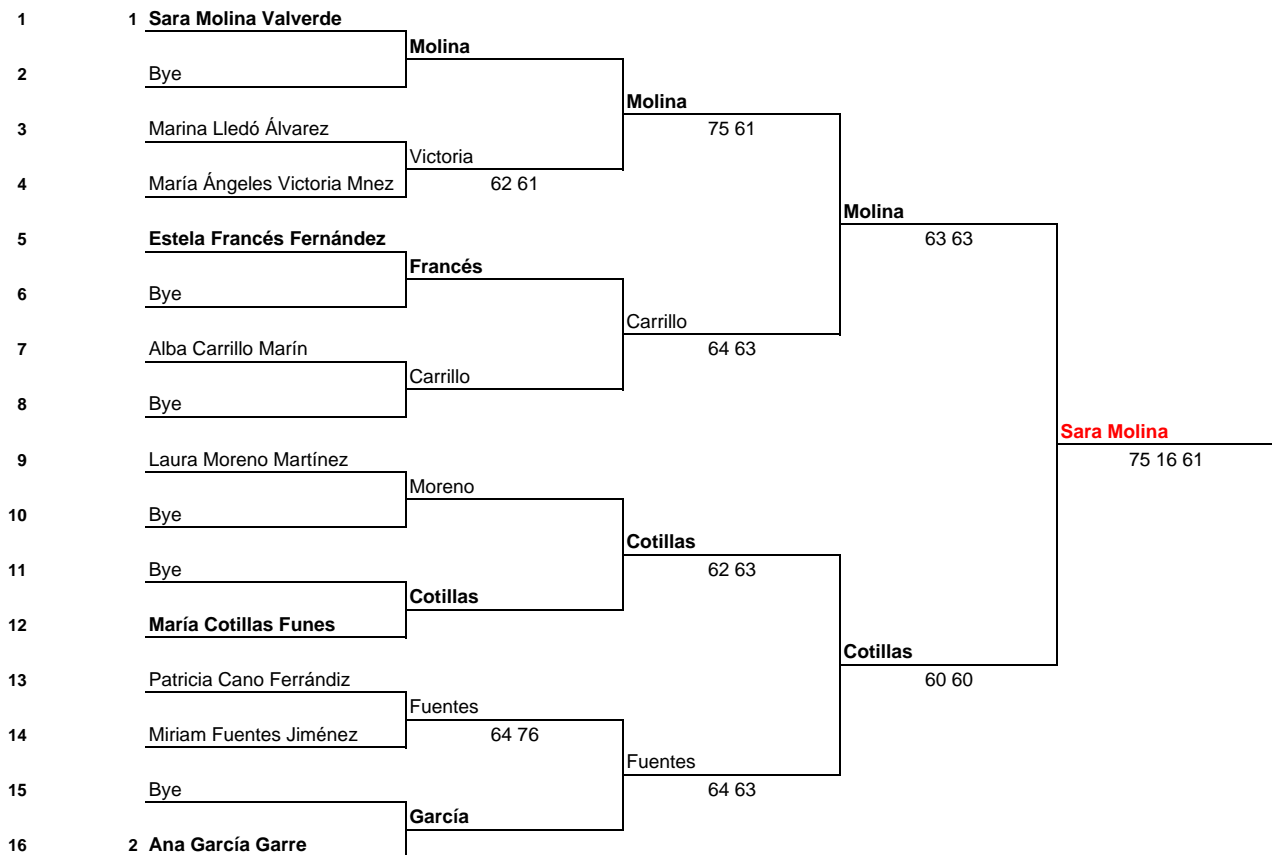 1 1 Sara Molina Valverde
Molina
2 Bye
Molina
3 Marina Lledó Álvarez 75 61
Victoria
4 María Ángeles Victoria Mnez 62 61
Molina
5 Estela Francés Fernández 63 63
Francés
6 Bye
Carrillo
7 Alba Carrillo Marín 64 63
Carrillo
8 Bye
Sara Molina
9 Laura Moreno Martínez 75 16 61
Moreno
10 Bye
Cotillas
11 Bye 62 63
Cotillas
12 María Cotillas Funes
Cotillas
13 Patricia Cano Ferrándiz 60 60
Fuentes
14 Miriam Fuentes Jiménez 64 76
Fuentes
15 Bye 64 63
García
16 2 Ana García Garre